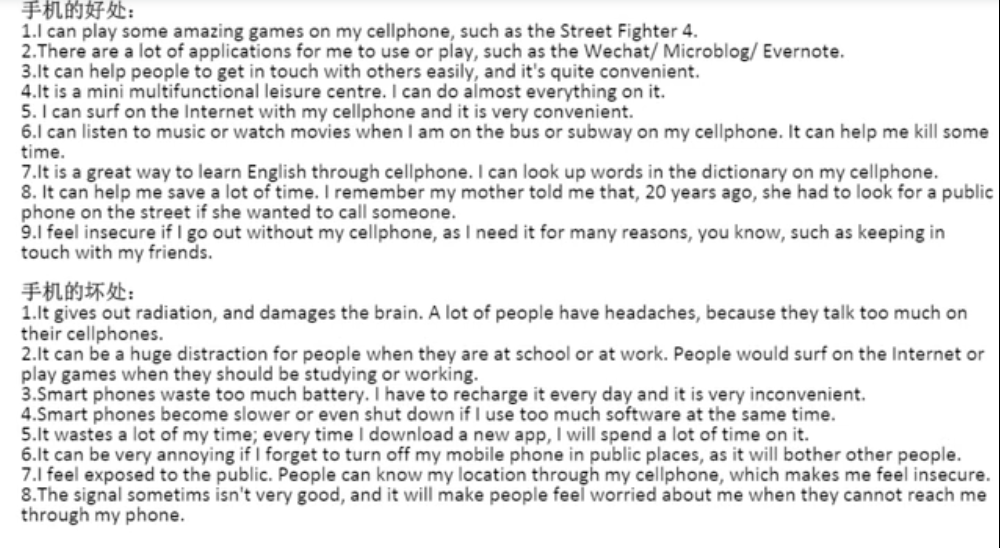 手机的好处：
1.I can play some amazing games on my cellphone, such as the Street Fighter 4.
2.There are a lot of applications for me to use or play, such as the Wechat/ Microblog/ Evernote.
3.It can help people to get in touch with others easily, and it's quite convenient.
4.It is a mini multifunctional leisure centre. I can do almost everything on it.
5. I can surf on the Internet with my cellphone and it is very convenient.
6.I can listen to music or watch movies when I am on the bus or subway on my cellphone. It can help me kill some
time.
7.It is a great way to learn English through cellphone. I can look up words in the dictionary on my cellphone.
8. It can help me save a lot of time. I remember my mother told me that, 20 years ago, she had to look for a public
phone on the street if she wanted to call someone.
9.I feel insecure if I go out without my cellphone, as I need it for many reasons, you know, such as keeping in
touch with my friends.
手机的坏处：
1.It gives out radiation, and damages the brain. A lot of people have headaches, because they talk too much on
their cellphones.
2.It can be a huge distraction for people when they are at school or at work. People would surf on the Internet or
play games when they should be studying or working.
3.Smart phones waste too much battery. I have to recharge it every day and it is very inconvenient.
4.Smart phones become slower or even shut down if I use too much software at the same time.
5.It wastes a lot of my time; every time I download a new app, I will spend a lot of time on it.
6.It can be very annoying if I forget to turn off my mobile phone in public places, as it will bother other people.
7.I feel exposed to the public. People can know my location through my cellphone, which makes me feel insecure.
8.The signal sometims isn't very good, and it will make people feel worried about me when they cannot reach me
through my phone.